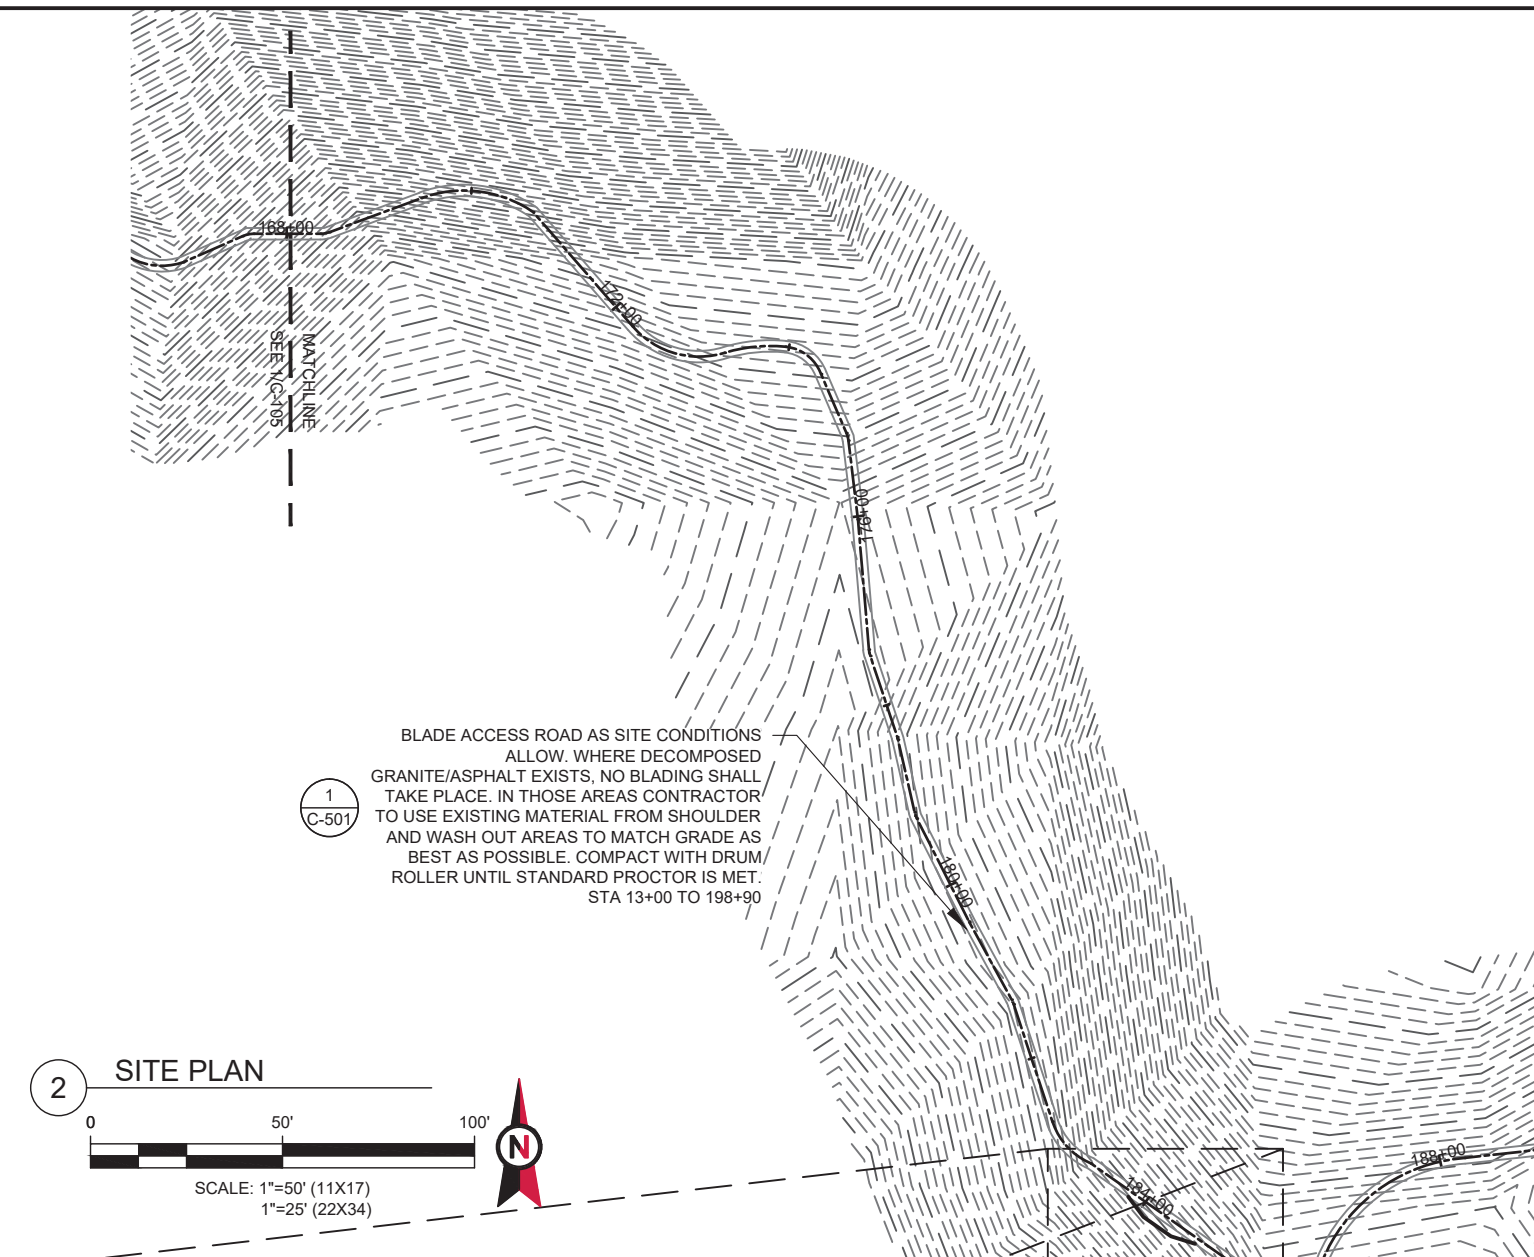 168+00
172+00
MATCHLINE
SEE 1/C-105
176+00
BLADE ACCESS ROAD AS SITE CONDITIONS
ALLOW. WHERE DECOMPOSED
GRANITE/ASPHALT EXISTS, NO BLADING SHALL
TAKE PLACE. IN THOSE AREAS CONTRACTOR
TO USE EXISTING MATERIAL FROM SHOULDER
AND WASH OUT AREAS TO MATCH GRADE AS
BEST AS POSSIBLE. COMPACT WITH DRUM
ROLLER UNTIL STANDARD PROCTOR IS MET.
STA 13+00 TO 198+90
1
C-501
180+00
2
SITE PLAN
0 50' 100'
SCALE: 1"=50' (11X17)
1"=25' (22X34)
N
184+00
188+00